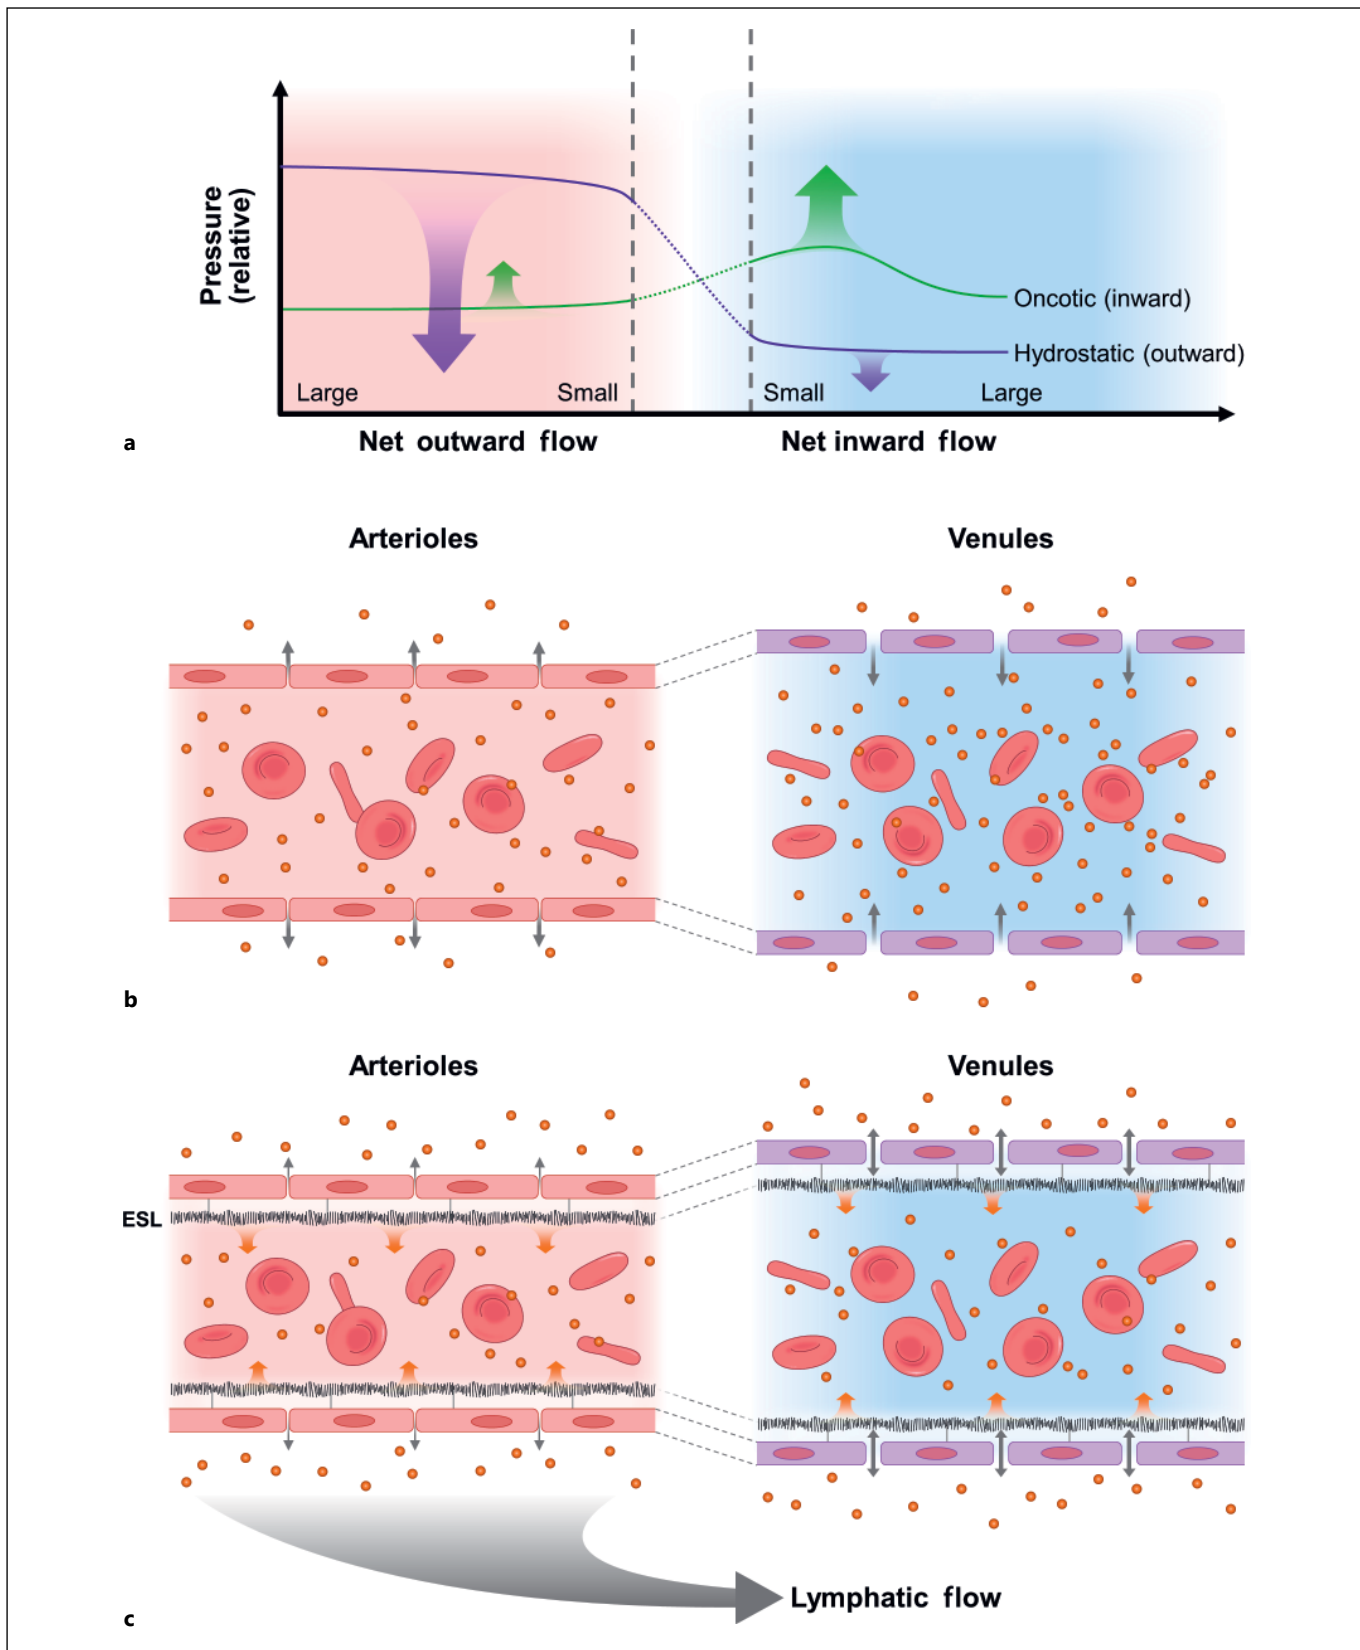 Pressure
(relative)
Oncotic (inward)
Hydrostatic (outward)
Large
Small
Small
Large
a
Net outward flow
Net inward flow
Arterioles
Venules
b
Arterioles
Venules
ESL
Lymphatic flow
c